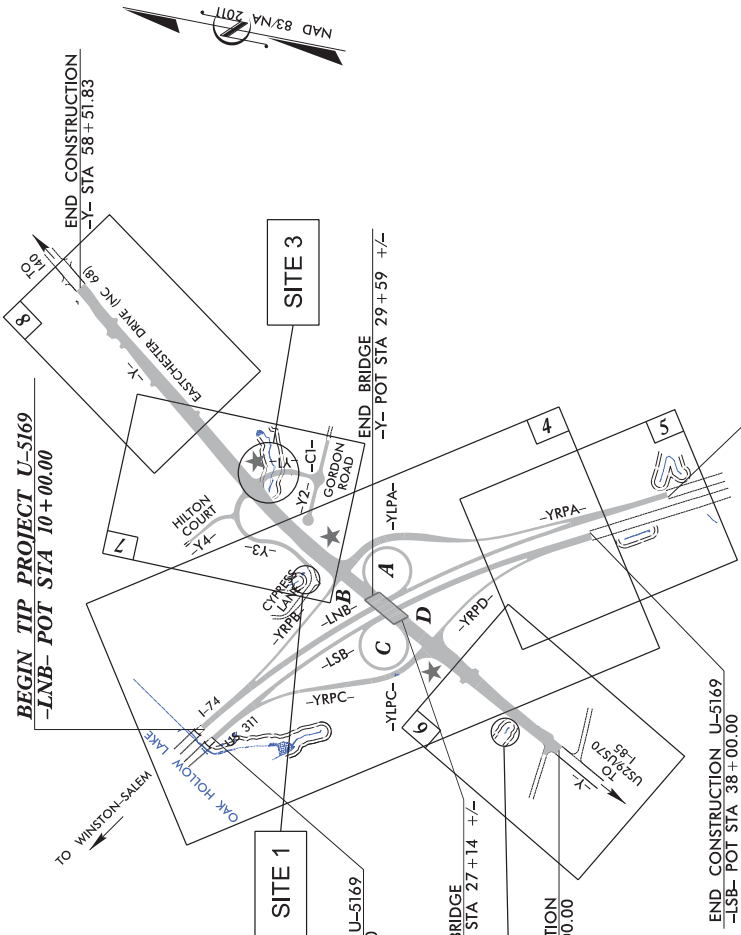 NAD 83/NA 2011
END CONSTRUCTION
-Y- STA 58+51.83
TO
I40
8
EASTCHESTER DRIVE (NC 68)
-Y-
SITE 3
BEGIN TIP PROJECT U-5169
-LNB- POT STA 10+00.00
END BRIDGE
-Y- POT STA 29+59 +/-
4
5
7
HILTON
COURT
-Y4-
-Y3-
-Y1-
-C1-
-Y2-
GORDON
ROAD
-YLPA-
-YRPA-
CYPRESS
LANE
B
A
-YRPB-
-LNB-
-LSB-
C
D
-YRPD-
-YRPC-
-YLPC-
6
I-74
US 311
OAK HOLLOW LAKE
TO WINSTON-SALEM
-Y-
TO
US29/US70
I-85
SITE 1
U-5169
0
BRIDGE
STA 27+14 +/-
TION
00.00
END CONSTRUCTION U-5169
-LSB- POT STA 38+00.00